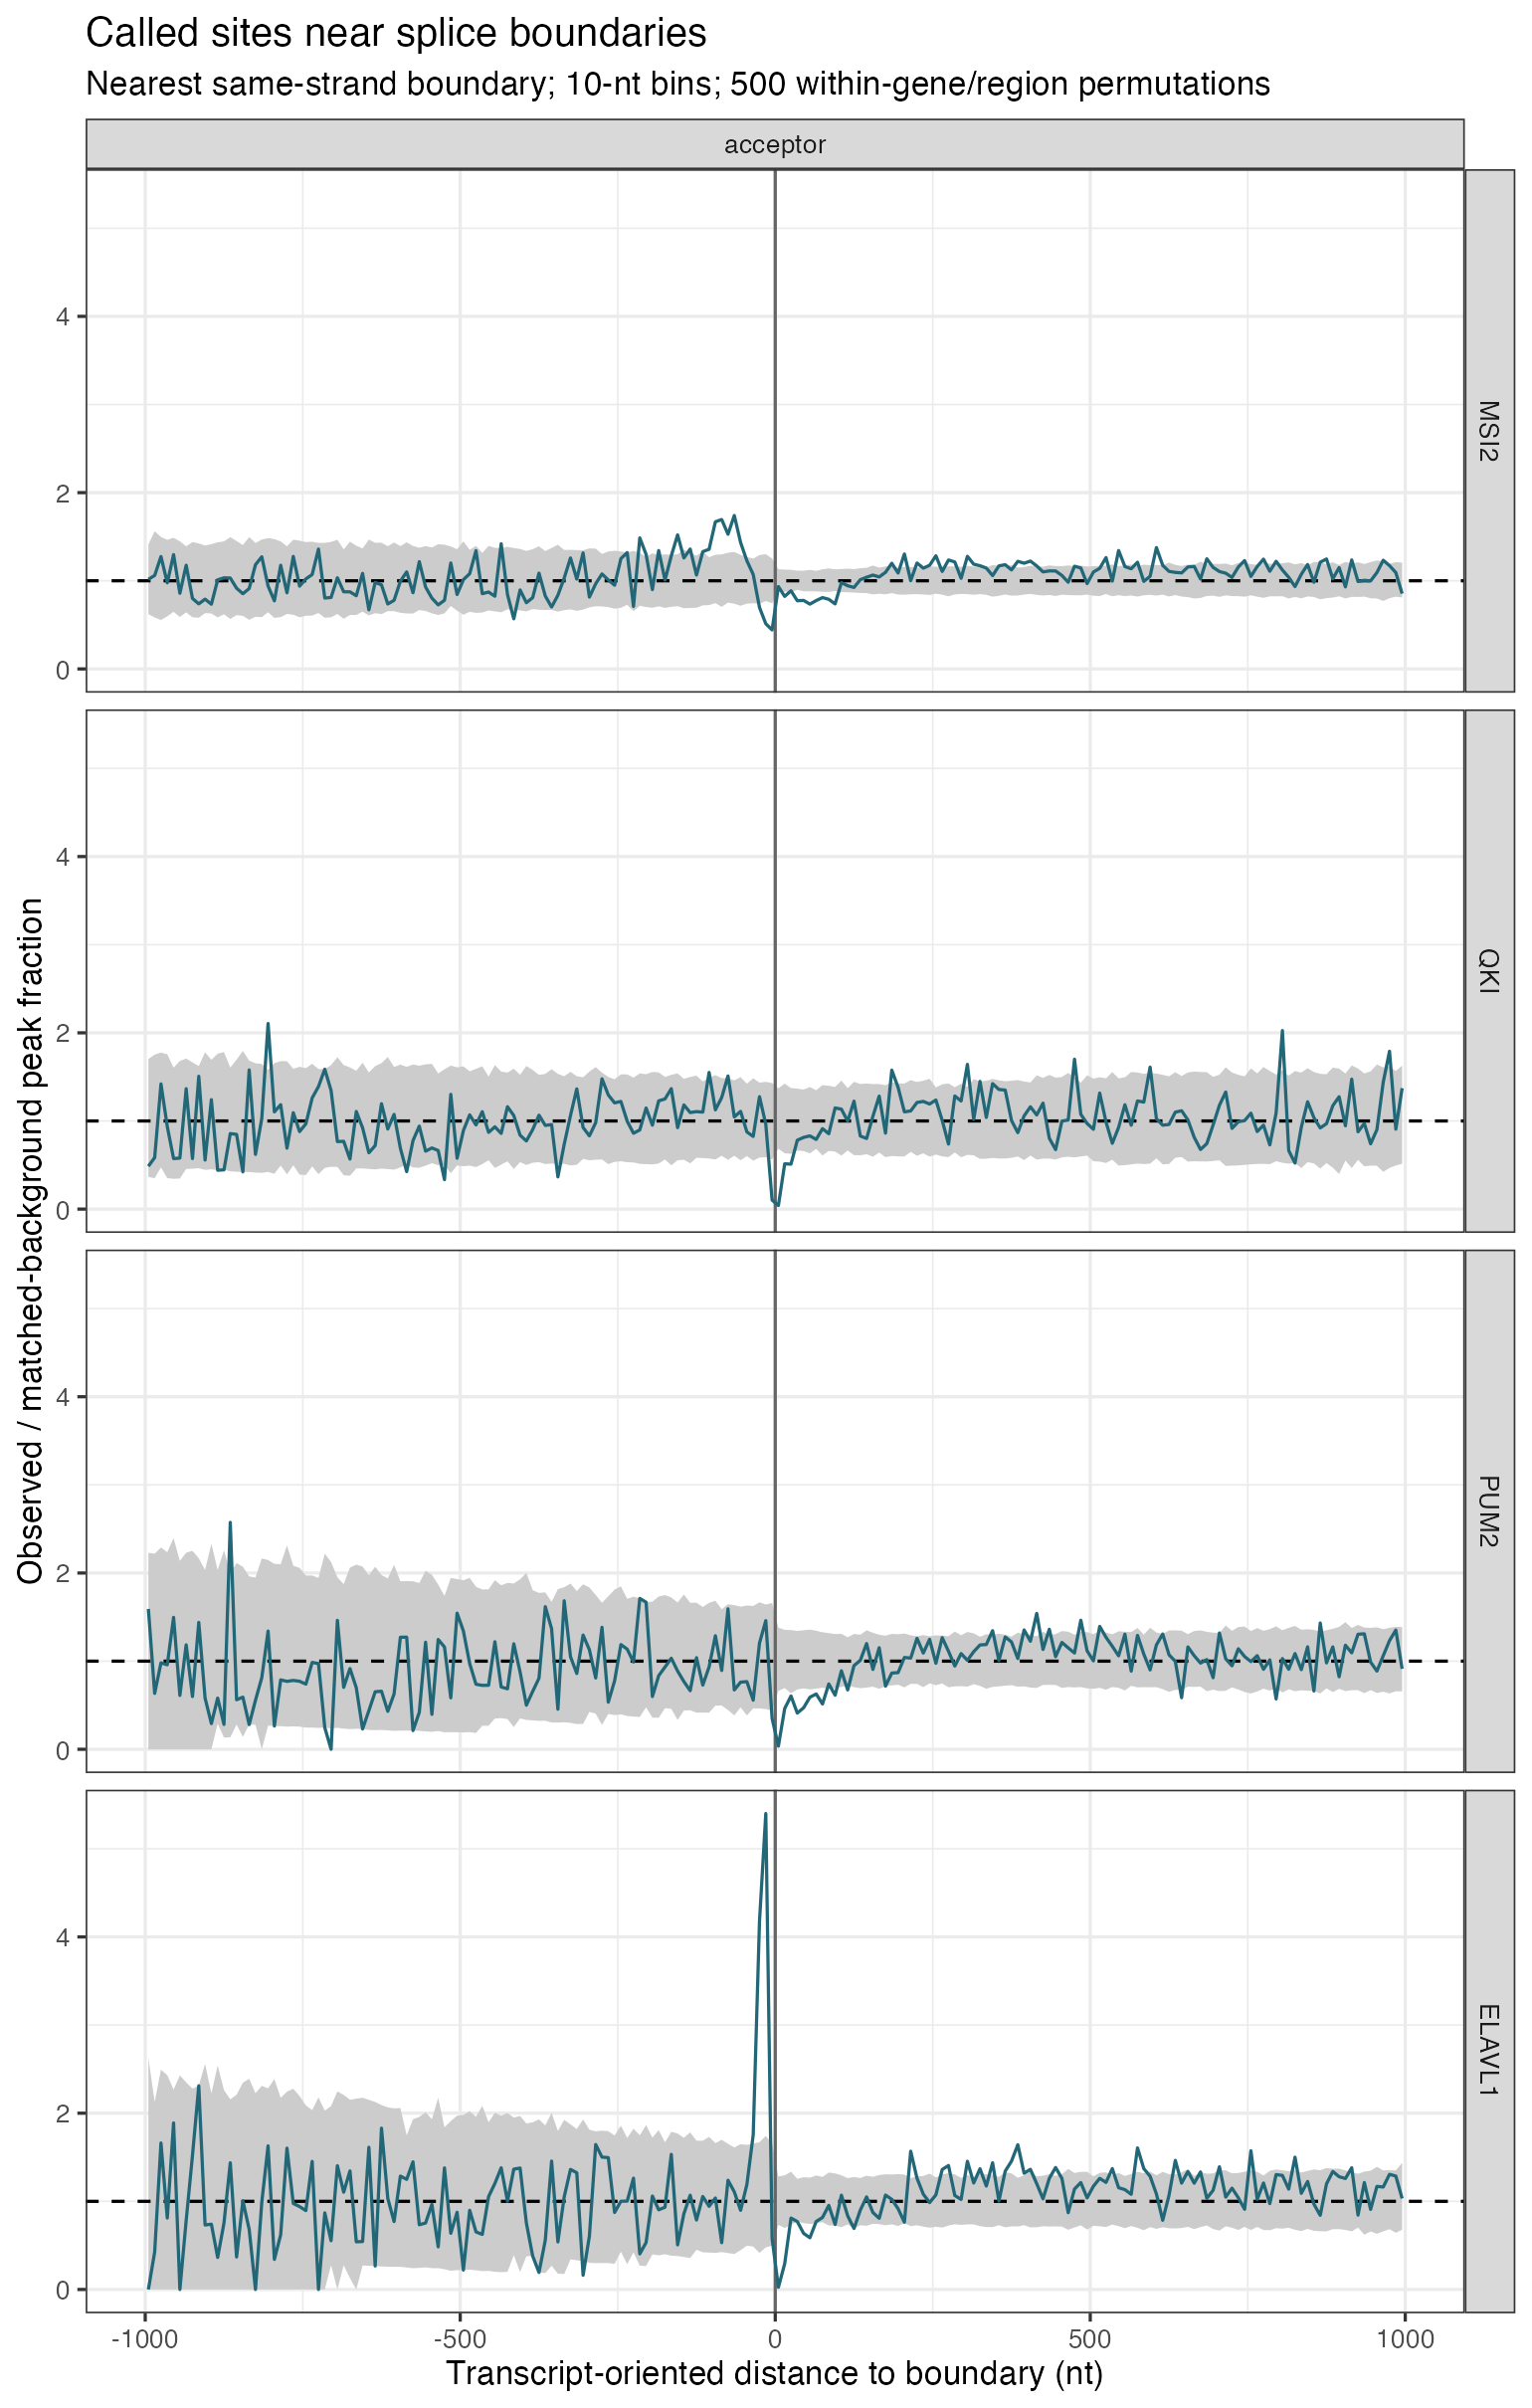 Called sites near splice boundaries
Nearest same-strand boundary; 10-nt bins; 500 within-gene/region permutations
acceptor
MSI2
4
2
0
QKI
4
2
0
PUM2
4
2
0
ELAVL1
4
2
0
Observed / matched-background peak fraction
-1000
-500
0
500
1000
Transcript-oriented distance to boundary (nt)